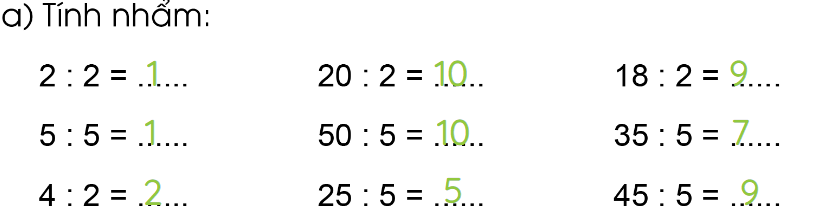 a) Tính nhẩm:
2 : 2 = ..1.... 20 : 2 = ..10.... 18 : 2 = ..9....
5 : 5 = ..1.... 50 : 5 = ..10.... 35 : 5 = ..7....
4 : 2 = ..2.... 25 : 5 = ..5.... 45 : 5 = ..9....